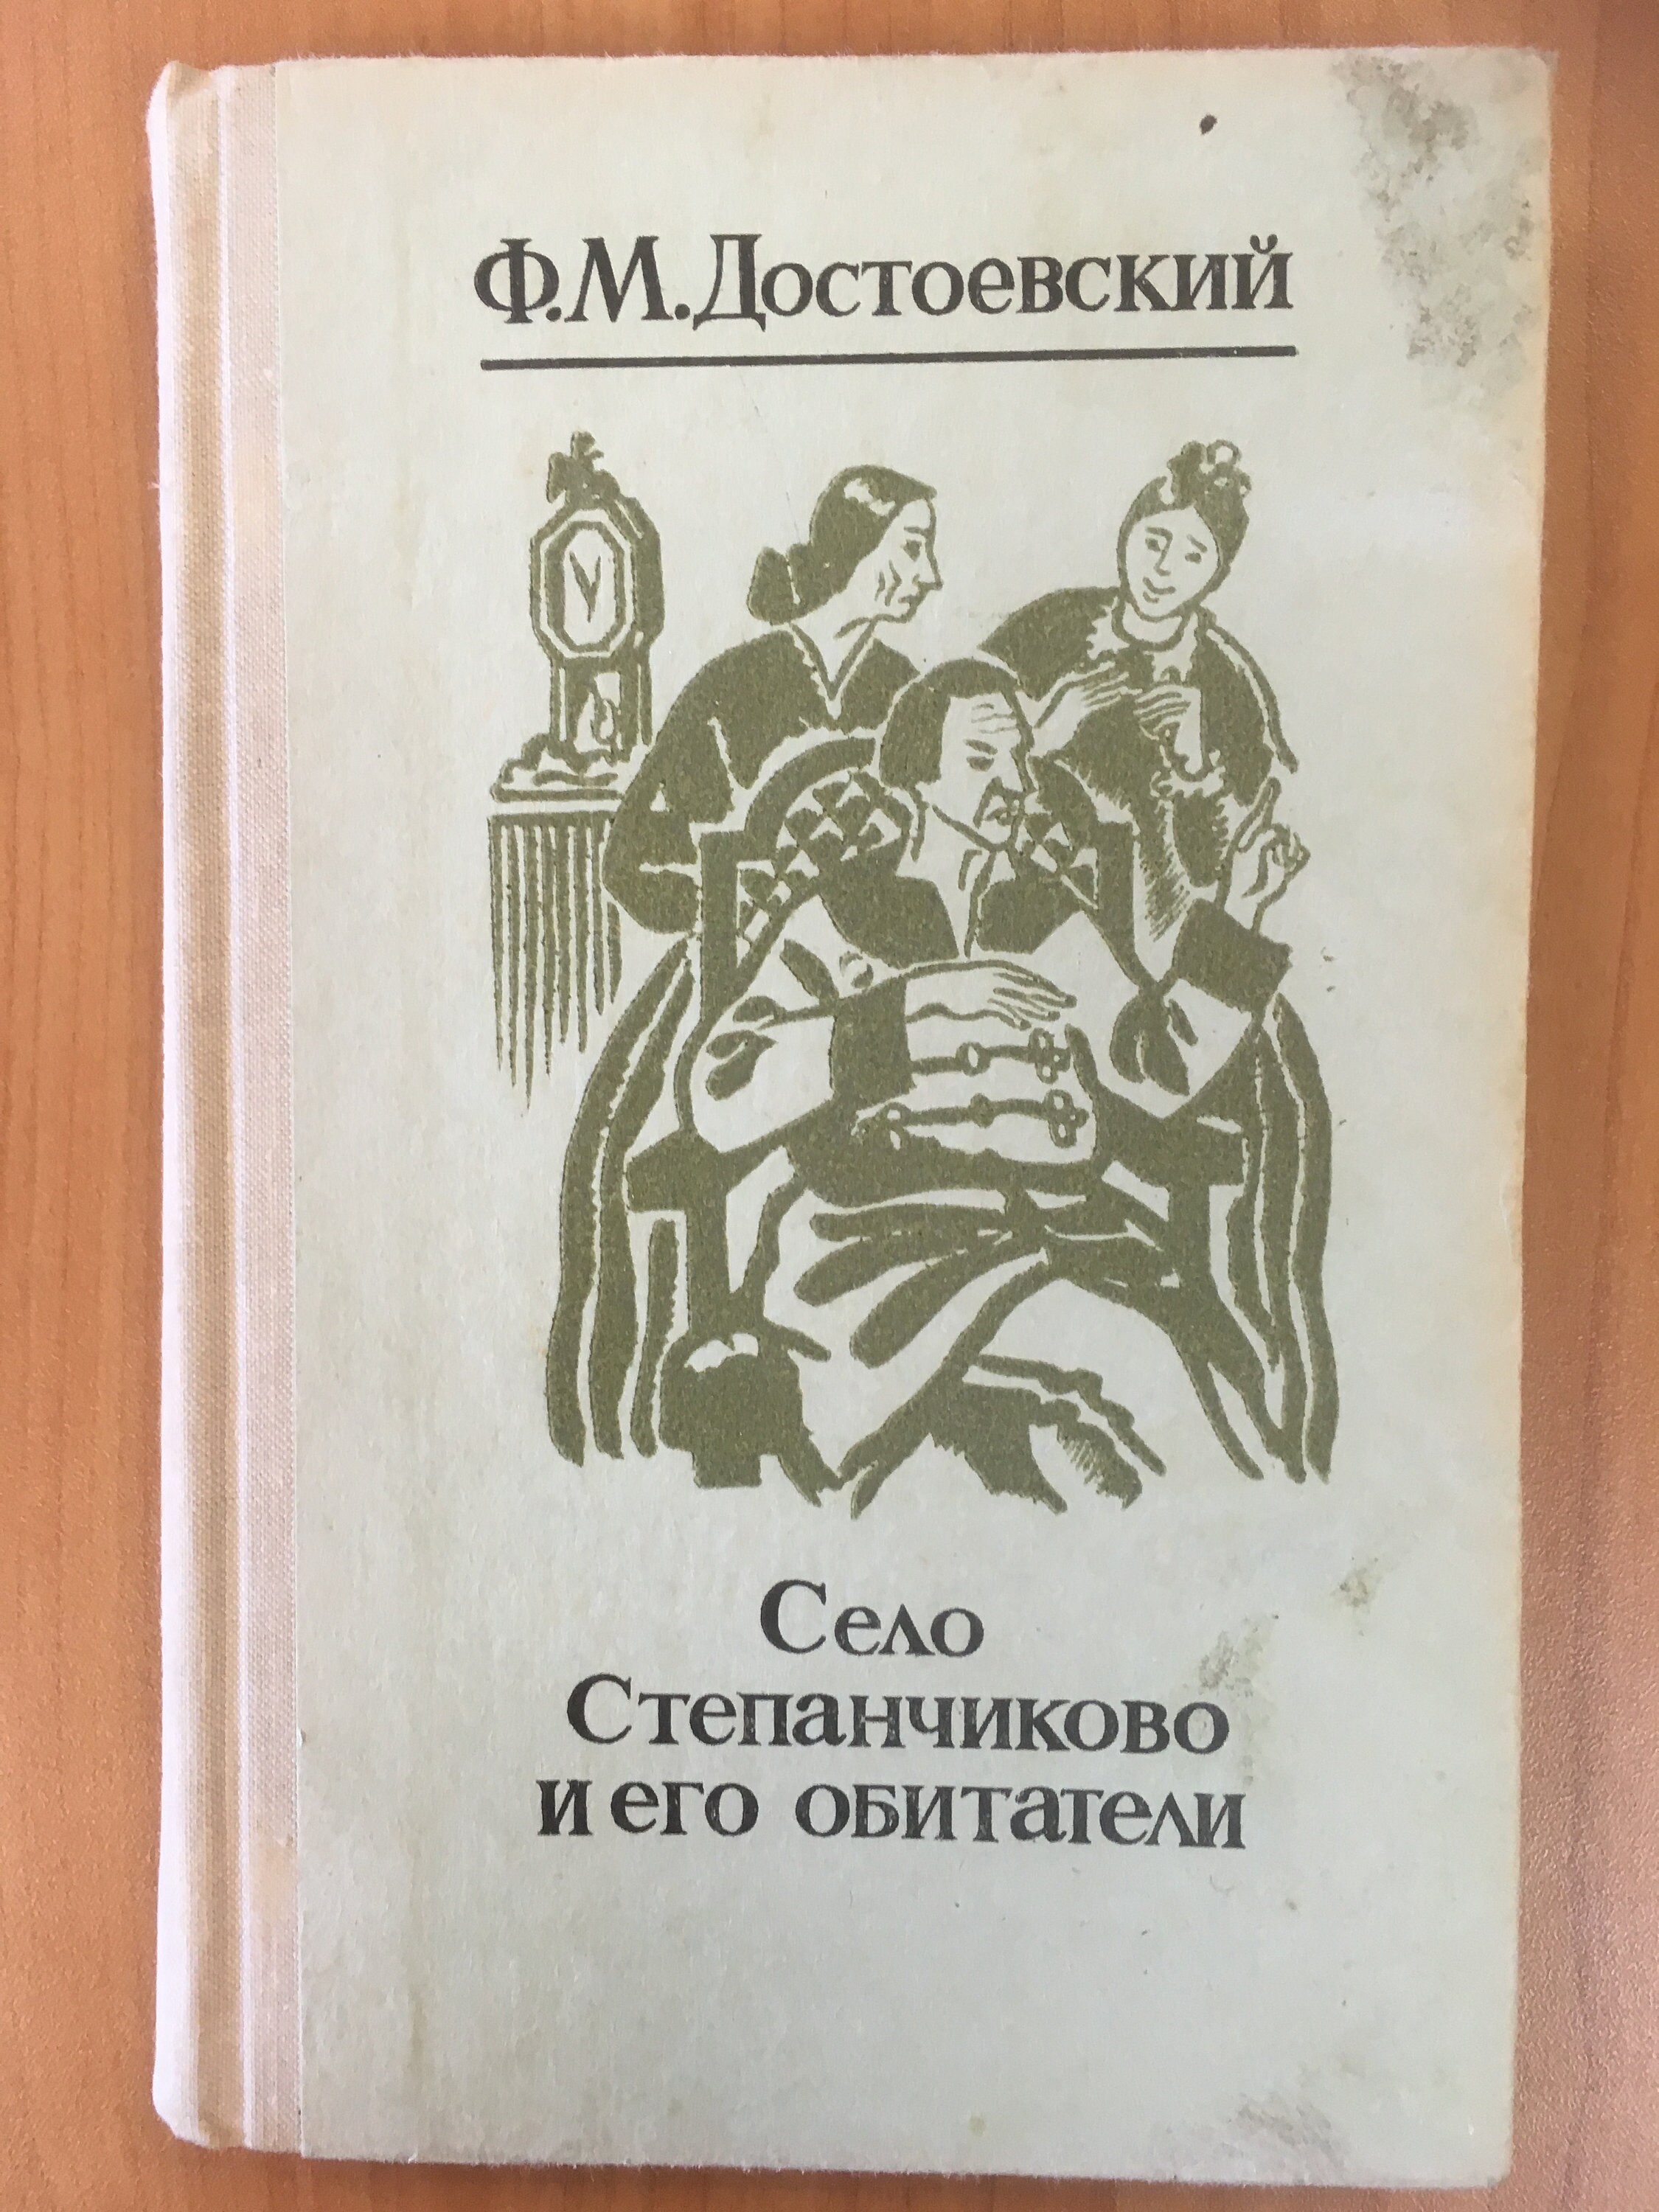 Ф.М.Достоевский
Село
Степанчиково
и его обитатели